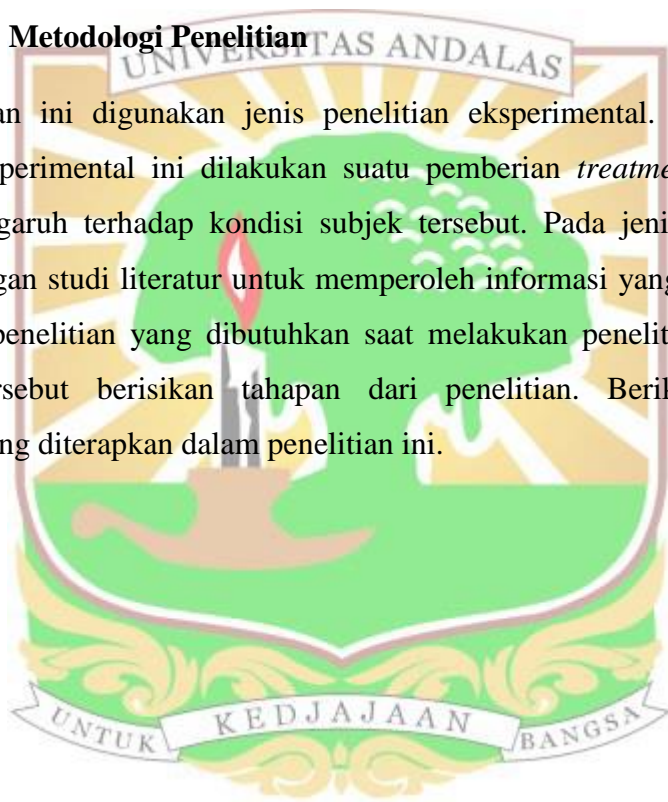 Metodologi Penelitian
UNIVERSITAS ANDALAS
an ini digunakan jenis penelitian eksperimental.
perimental ini dilakukan suatu pemberian treatme
garuh terhadap kondisi subjek tersebut. Pada jeni
gan studi literatur untuk memperoleh informasi yang
penelitian yang dibutuhkan saat melakukan penelit
rsebut berisikan tahapan dari penelitian. Berik
ng diterapkan dalam penelitian ini.
UNTUK KEDJAJAAN BANGSA